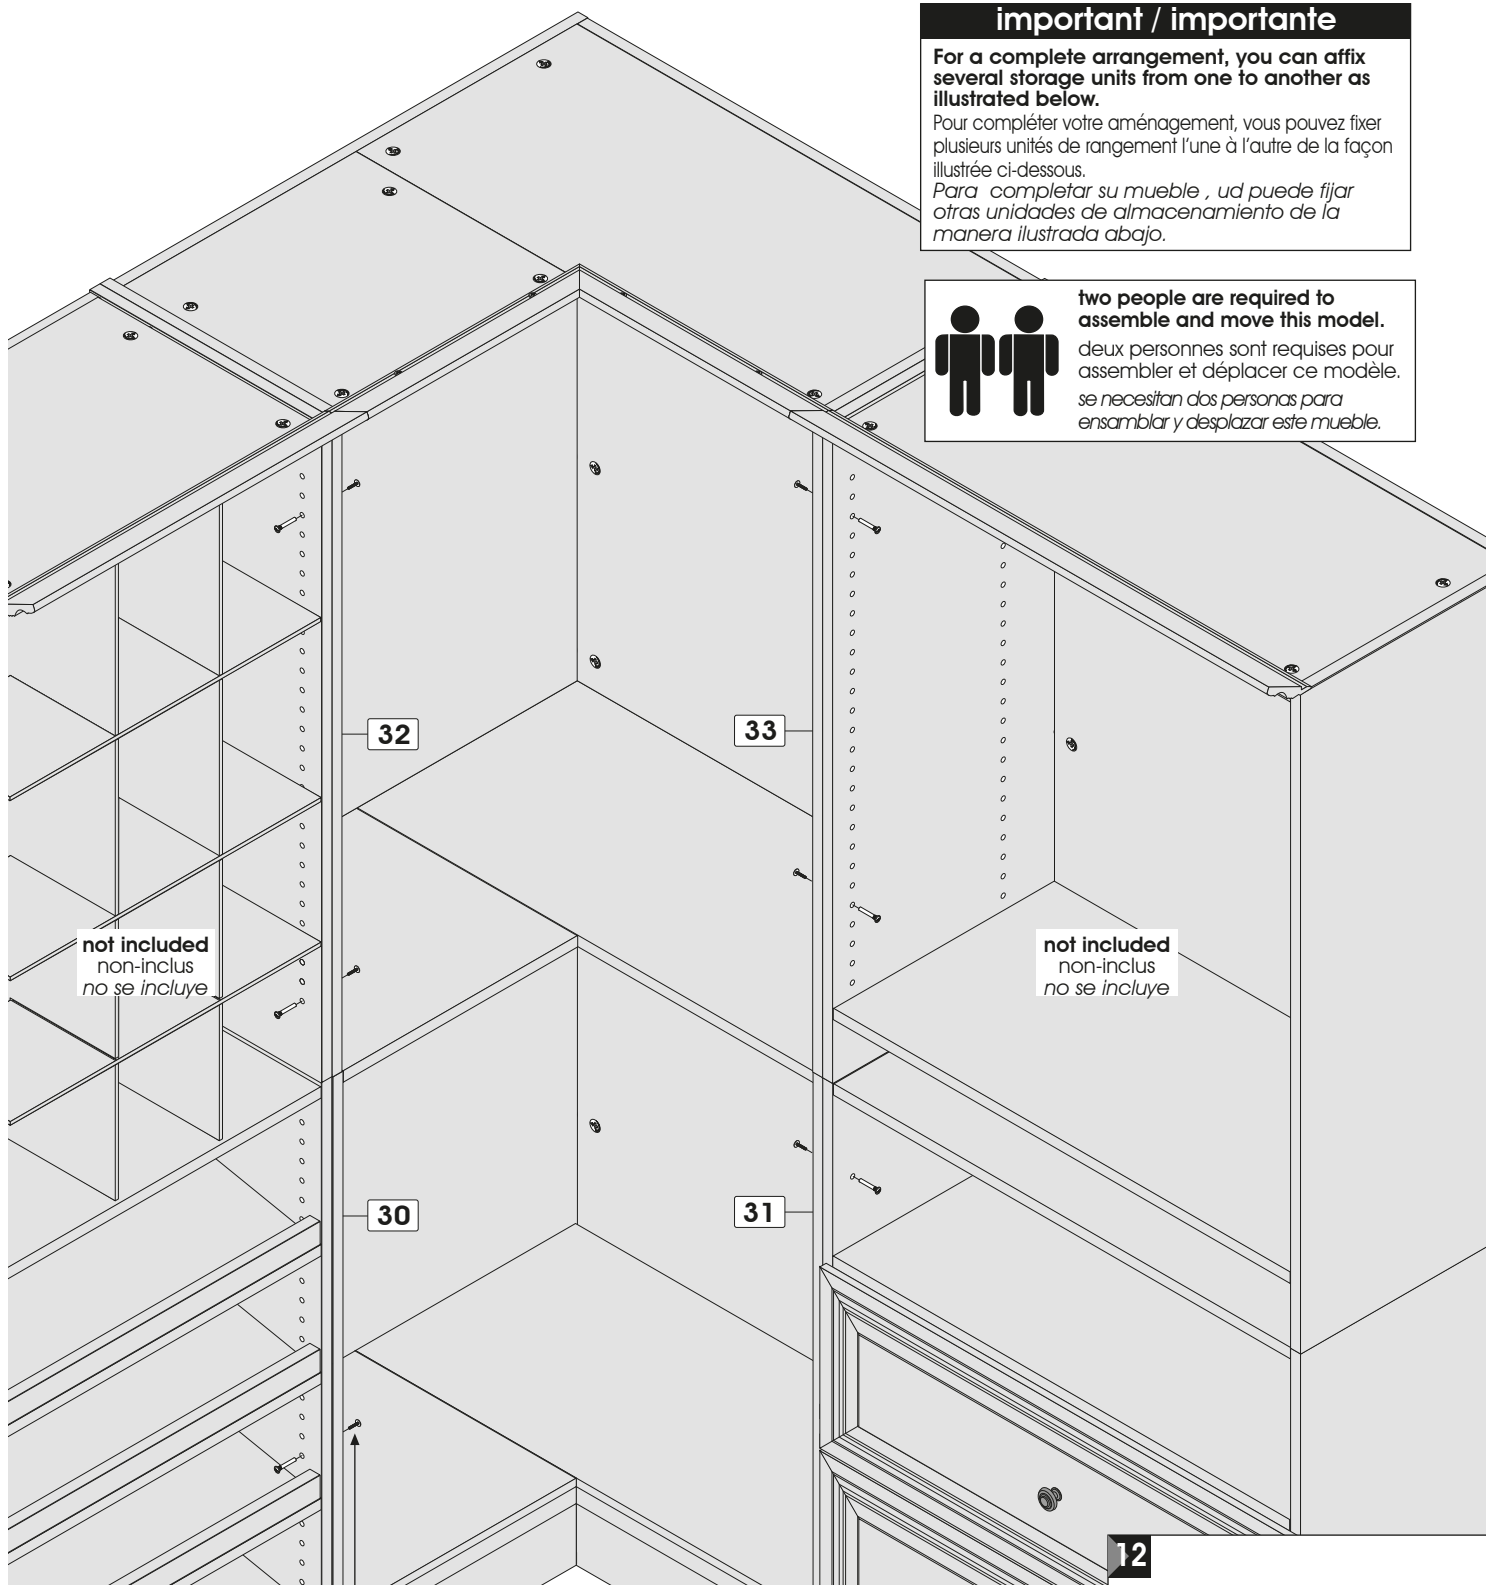 important / importante
For a complete arrangement, you can affix
several storage units from one to another as
illustrated below.
Pour compléter votre aménagement, vous pouvez fixer
plusieurs unités de rangement l'une à l'autre de la façon
illustrée ci-dessous.
Para completar su mueble , ud puede fijar
otras unidades de almacenamiento de la
manera ilustrada abajo.
two people are required to
assemble and move this model.
deux personnes sont requises pour
assembler et déplacer ce modèle.
se necesitan dos personas para
ensamblar y desplazar este mueble.
32
33
not included
non-inclus
no se incluye
not included
non-inclus
no se incluye
30
31
12